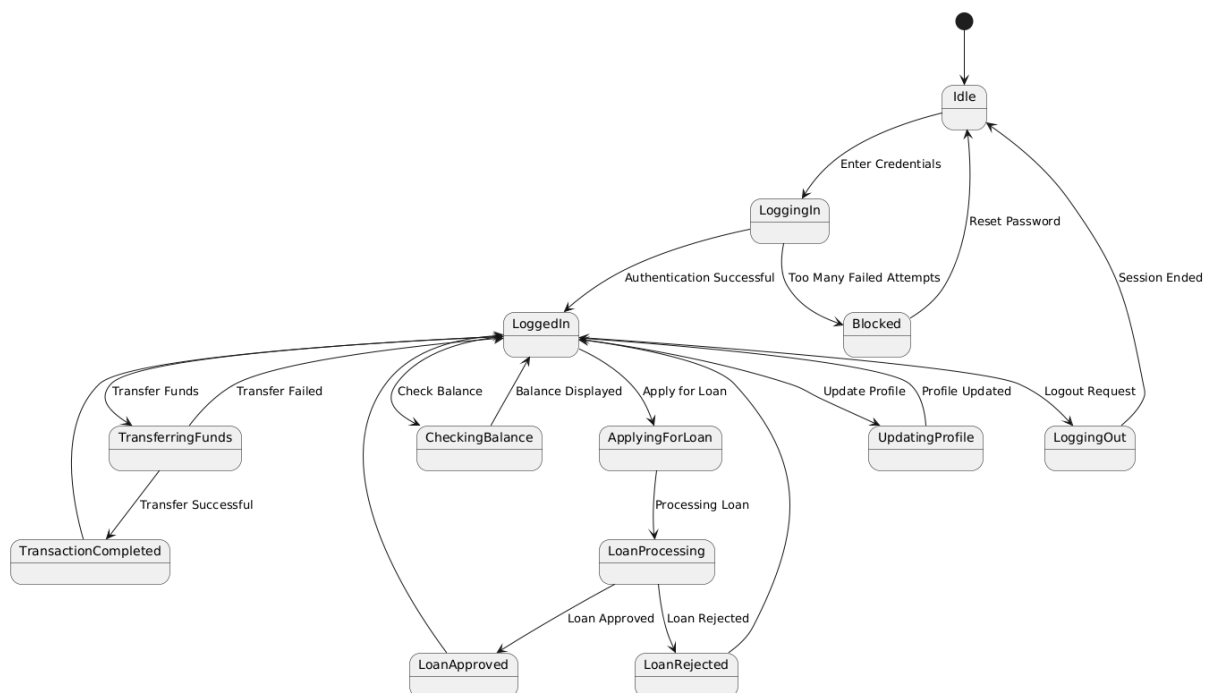 Idle
Enter Credentials
LoggingIn
Reset Password
Authentication Successful
Too Many Failed Attempts
Session Ended
LoggedIn
Blocked
Transfer Funds
Transfer Failed
Check Balance
Balance Displayed
Apply for Loan
Update Profile
Profile Updated
Logout Request
TransferringFunds
CheckingBalance
ApplyingForLoan
UpdatingProfile
LoggingOut
Transfer Successful
Processing Loan
TransactionCompleted
LoanProcessing
Loan Approved
Loan Rejected
LoanApproved
LoanRejected